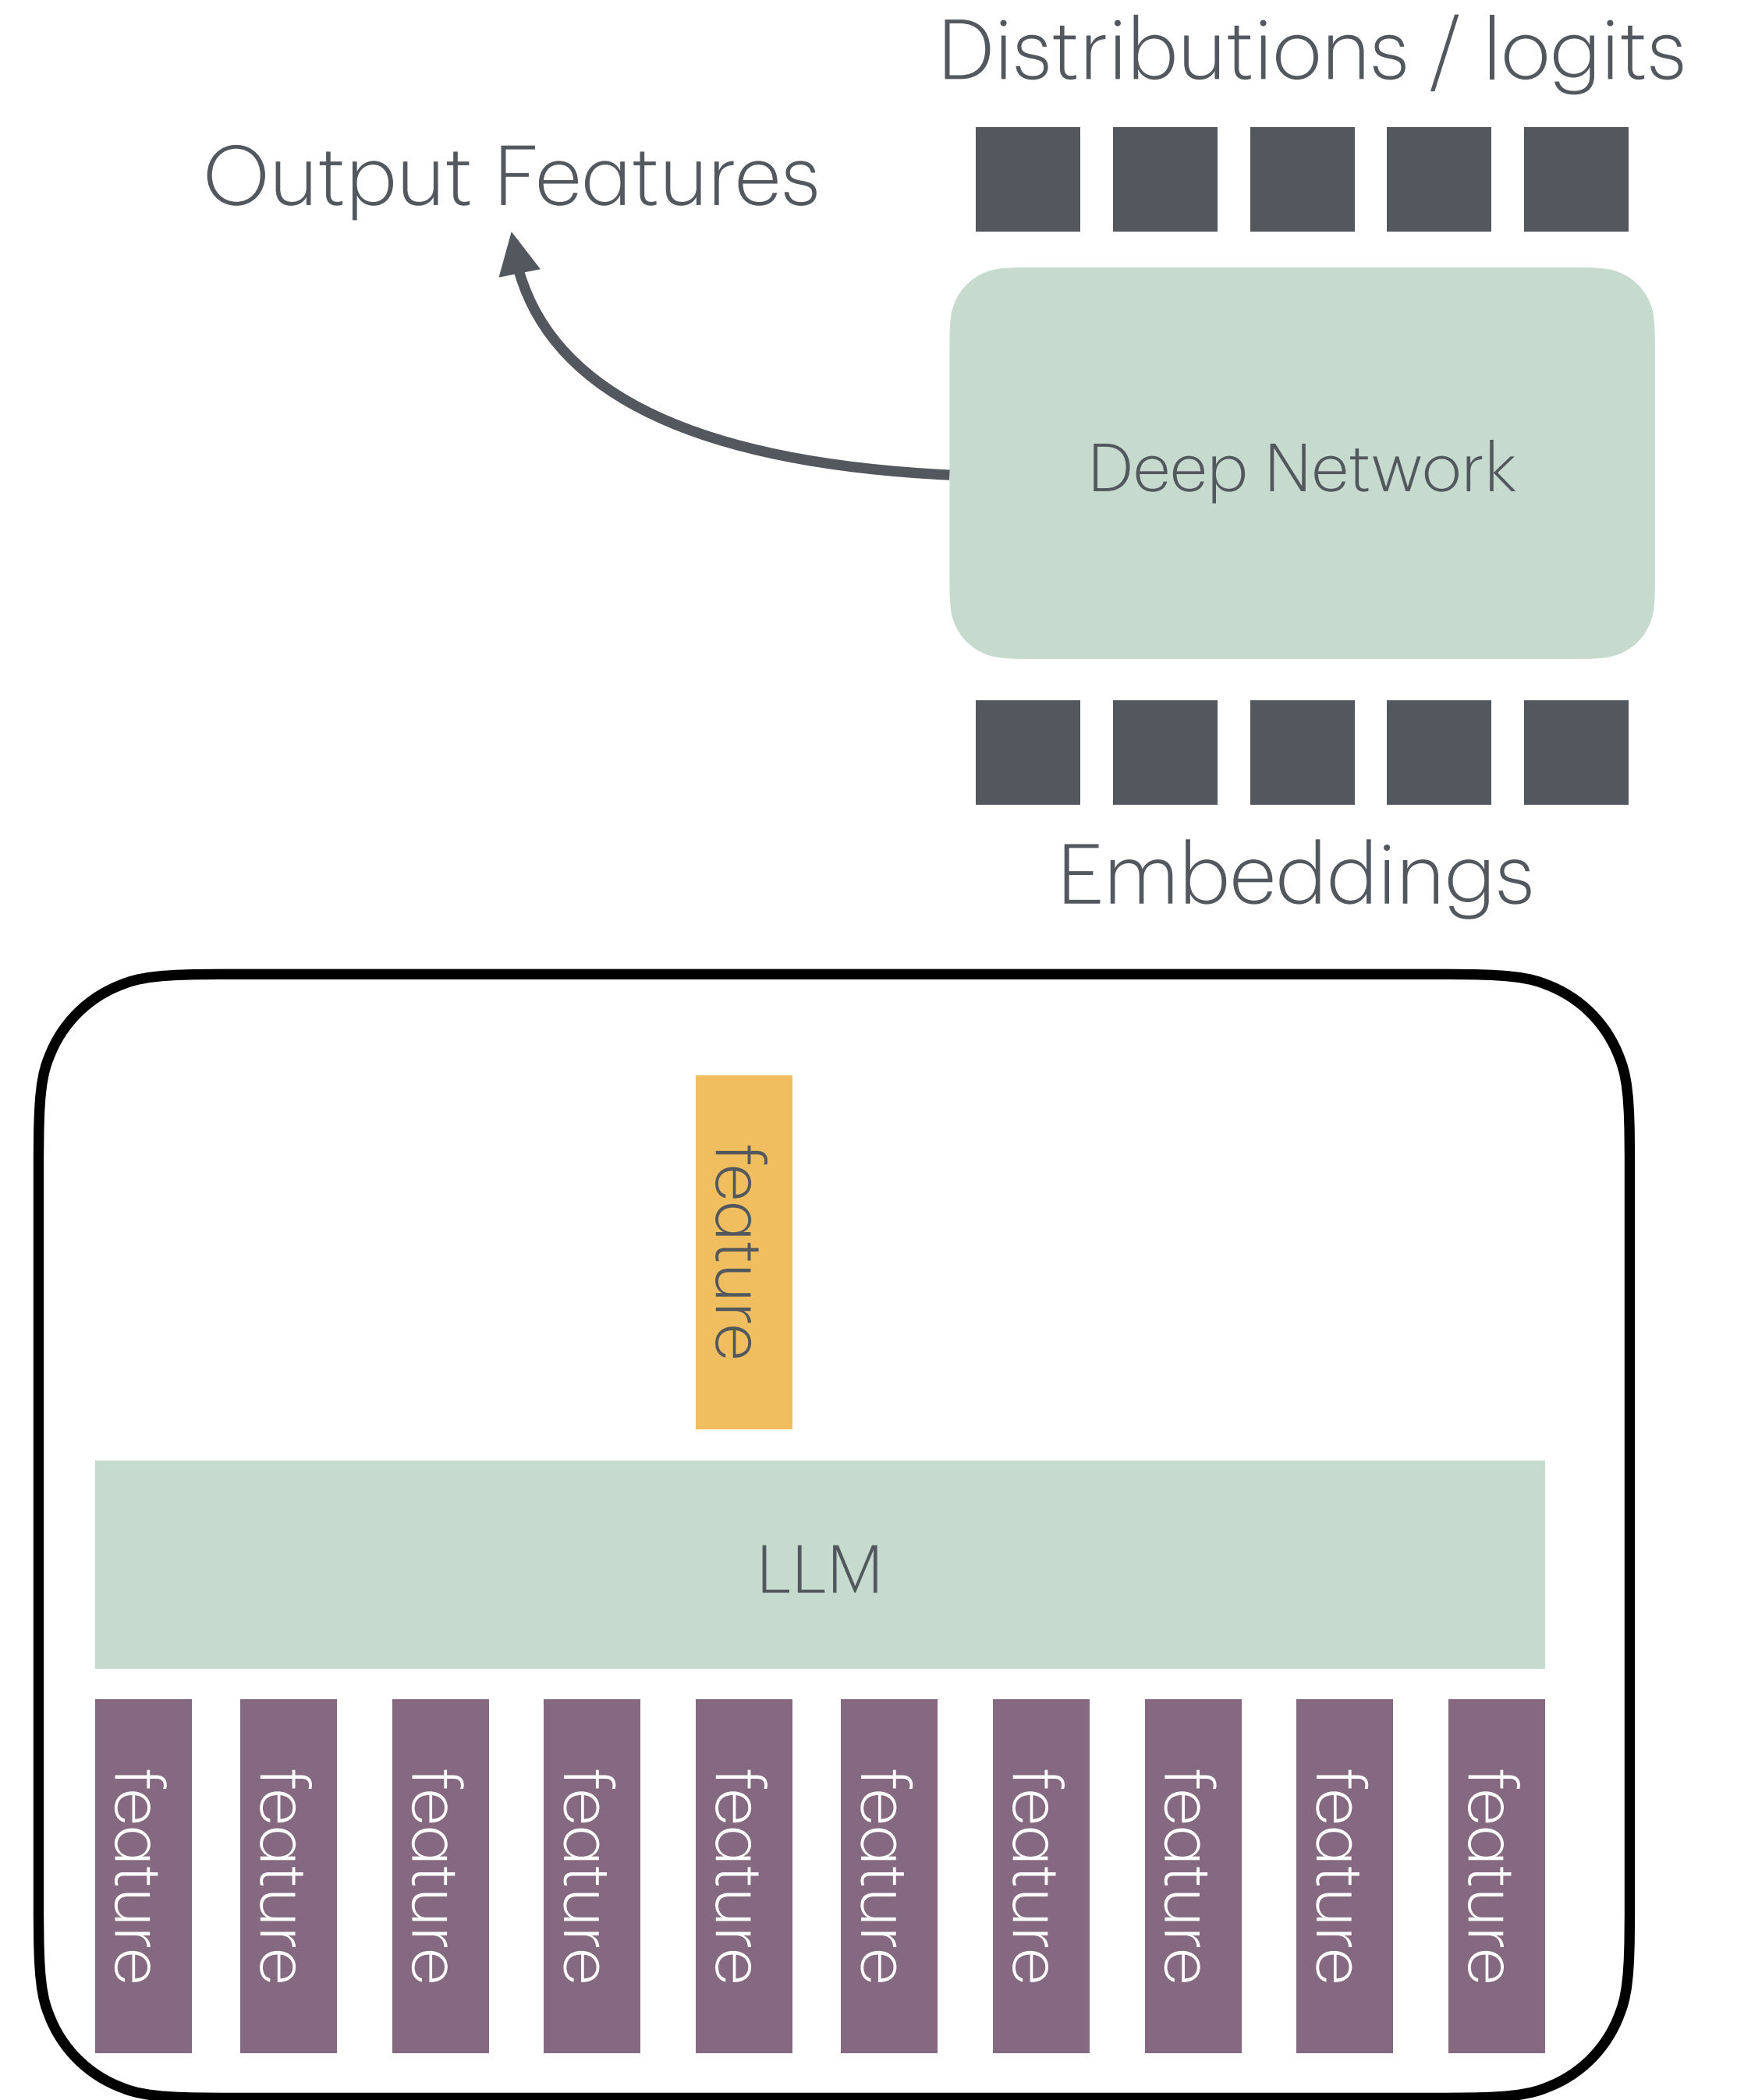 Distributions / logits
Output Features
Deep Network
Embeddings
feature
LLM
feature
feature
feature
feature
feature
feature
feature
feature
feature
feature